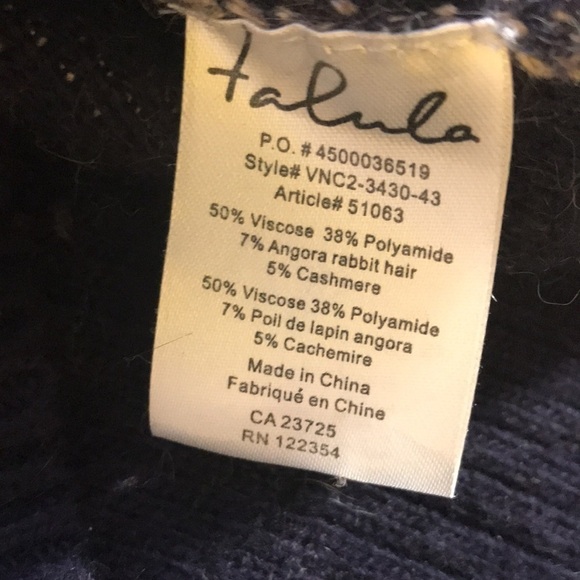 talula
P.O. # 4500036519
Style# VNC2-3430-43
Article# 51063
50% Viscose 38% Polyamide
7% Angora rabbit hair
5% Cashmere
50% Viscose 38% Polyamide
7% Poil de lapin angora
5% Cachemire
Made in China
Fabriqué en Chine
CA 23725
RN 122354